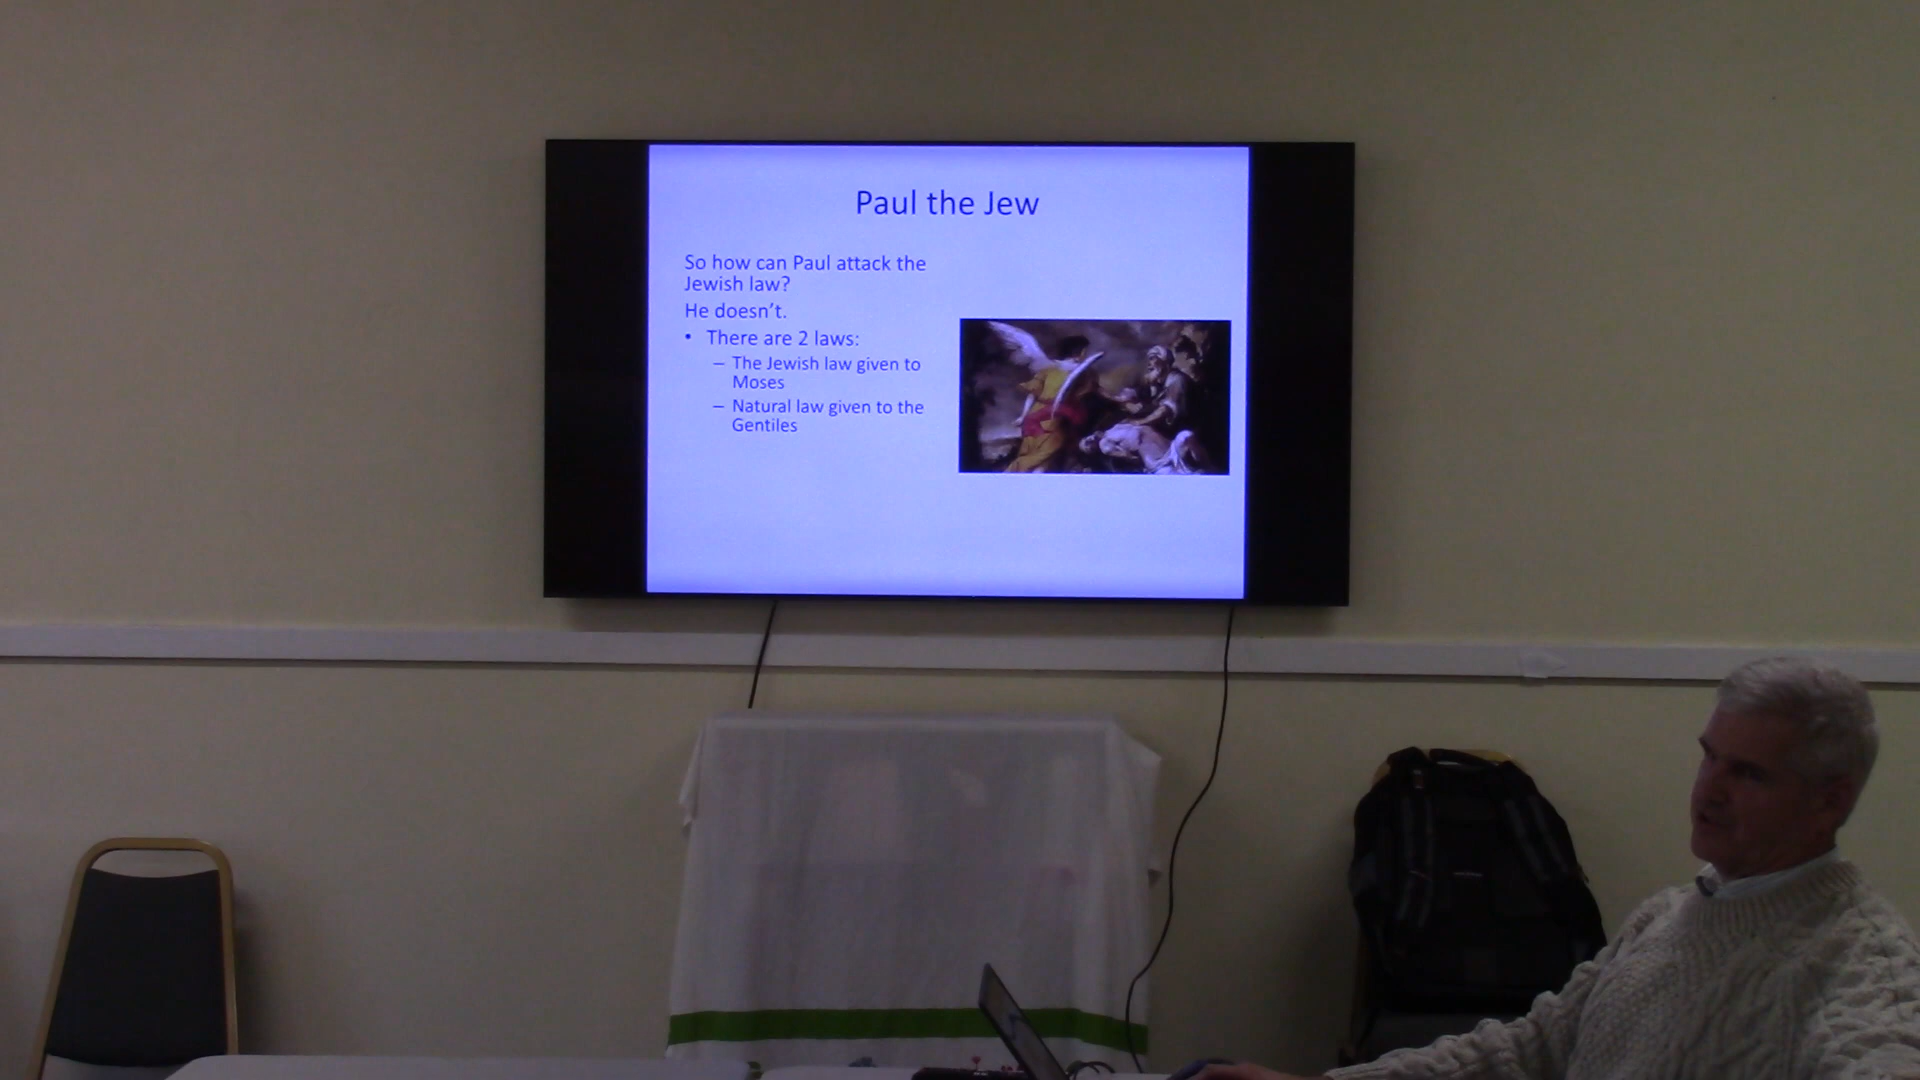 Paul the Jew
So how can Paul attack the
Jewish law?
He doesn't.
• There are 2 laws:
– The Jewish law given to
Moses
– Natural law given to the
Gentiles